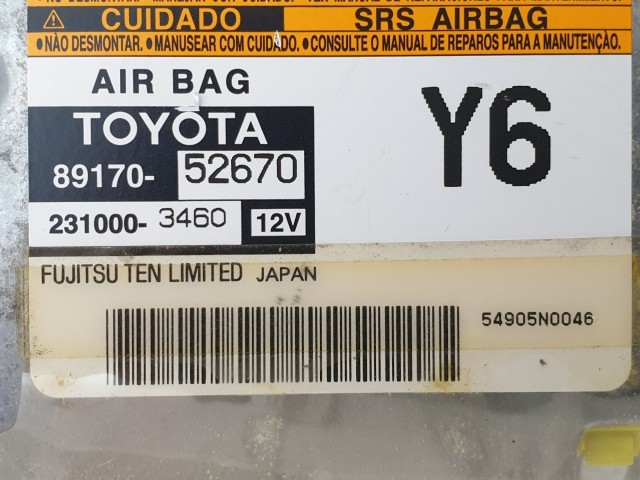 CUIDADO SRS AIRBAG
•NÃO DESMONTAR. •MANUSEAR COM CUIDADO. •CONSULTE O MANUAL DE REPAROS PARA A MANUTENÇÃO.
AIR BAG
Y6
TOYOTA
89170-52670
231000-3460 12V
FUJITSU TEN LIMITED JAPAN
54905N0046